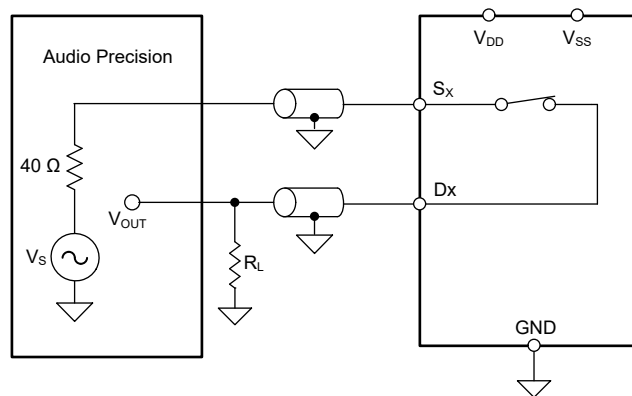 Audio Precision
V_DD
V_SS
S_X
40 Ω
Dx
V_OUT
V_S
R_L
GND